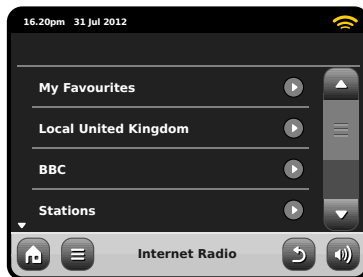 16.20pm 31 Jul 2012
My Favourites
Local United Kingdom
BBC
Stations
Internet Radio